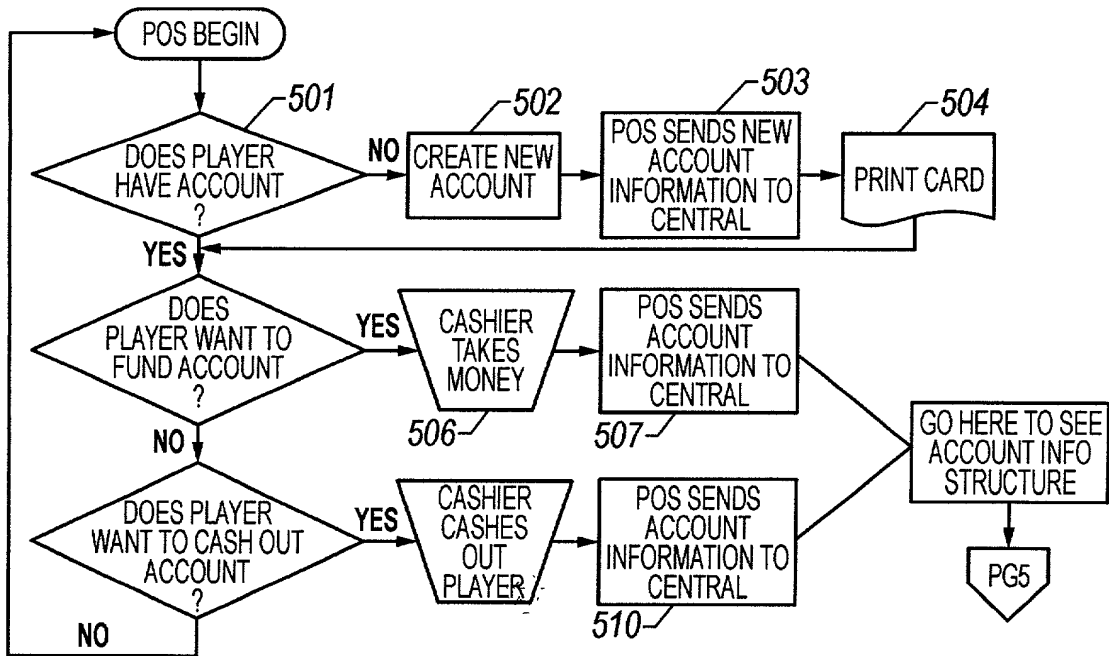 POS BEGIN
501
DOES PLAYER
HAVE ACCOUNT
?
NO
502
CREATE NEW
ACCOUNT
503
POS SENDS NEW
ACCOUNT
INFORMATION TO
CENTRAL
504
PRINT CARD
YES
DOES
PLAYER WANT TO
FUND ACCOUNT
?
YES
CASHIER
TAKES
MONEY
506
POS SENDS
ACCOUNT
INFORMATION TO
CENTRAL
507
GO HERE TO SEE
ACCOUNT INFO
STRUCTURE
PG5
NO
DOES PLAYER
WANT TO CASH OUT
ACCOUNT
?
YES
CASHIER
CASHES
OUT
PLAYER
POS SENDS
ACCOUNT
INFORMATION TO
CENTRAL
510
NO